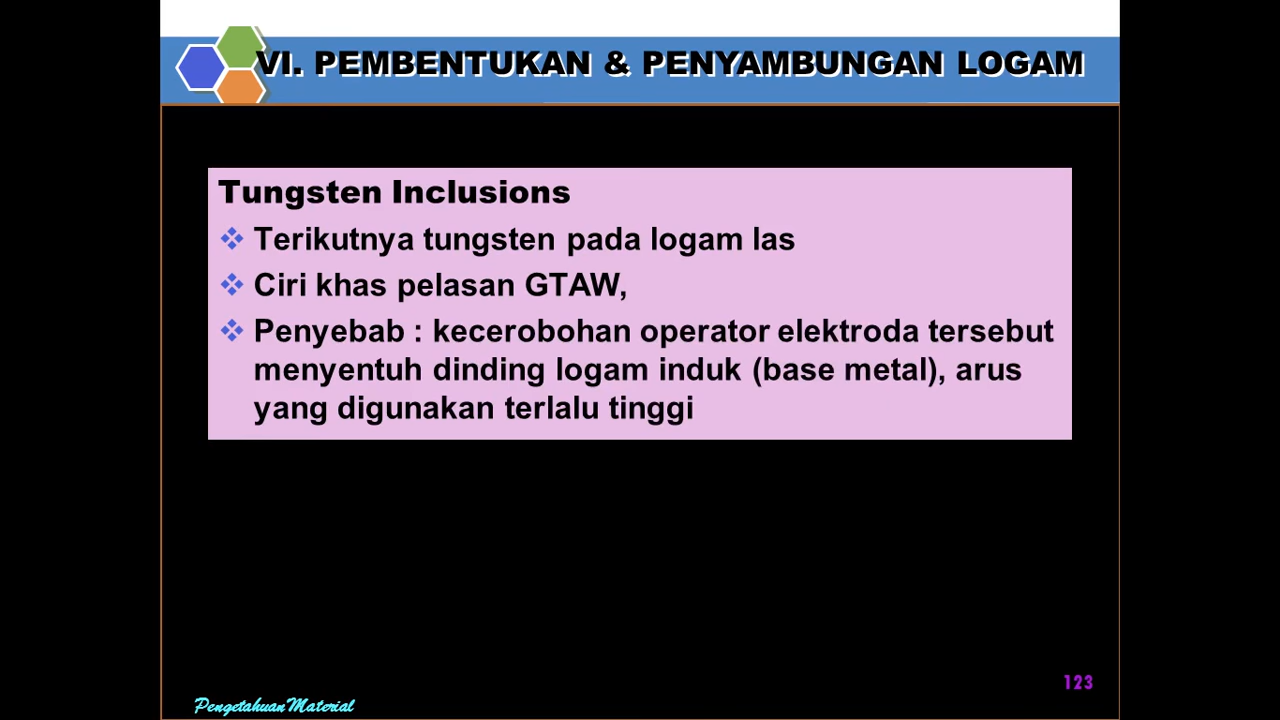 VI. PEMBENTUKAN & PENYAMBUNGAN LOGAM
Tungsten Inclusions
Terikutnya tungsten pada logam las
Ciri khas pelasan GTAW,
Penyebab : kecerobohan operator elektroda tersebut
menyentuh dinding logam induk (base metal), arus
yang digunakan terlalu tinggi
123
Pengetahuan Material